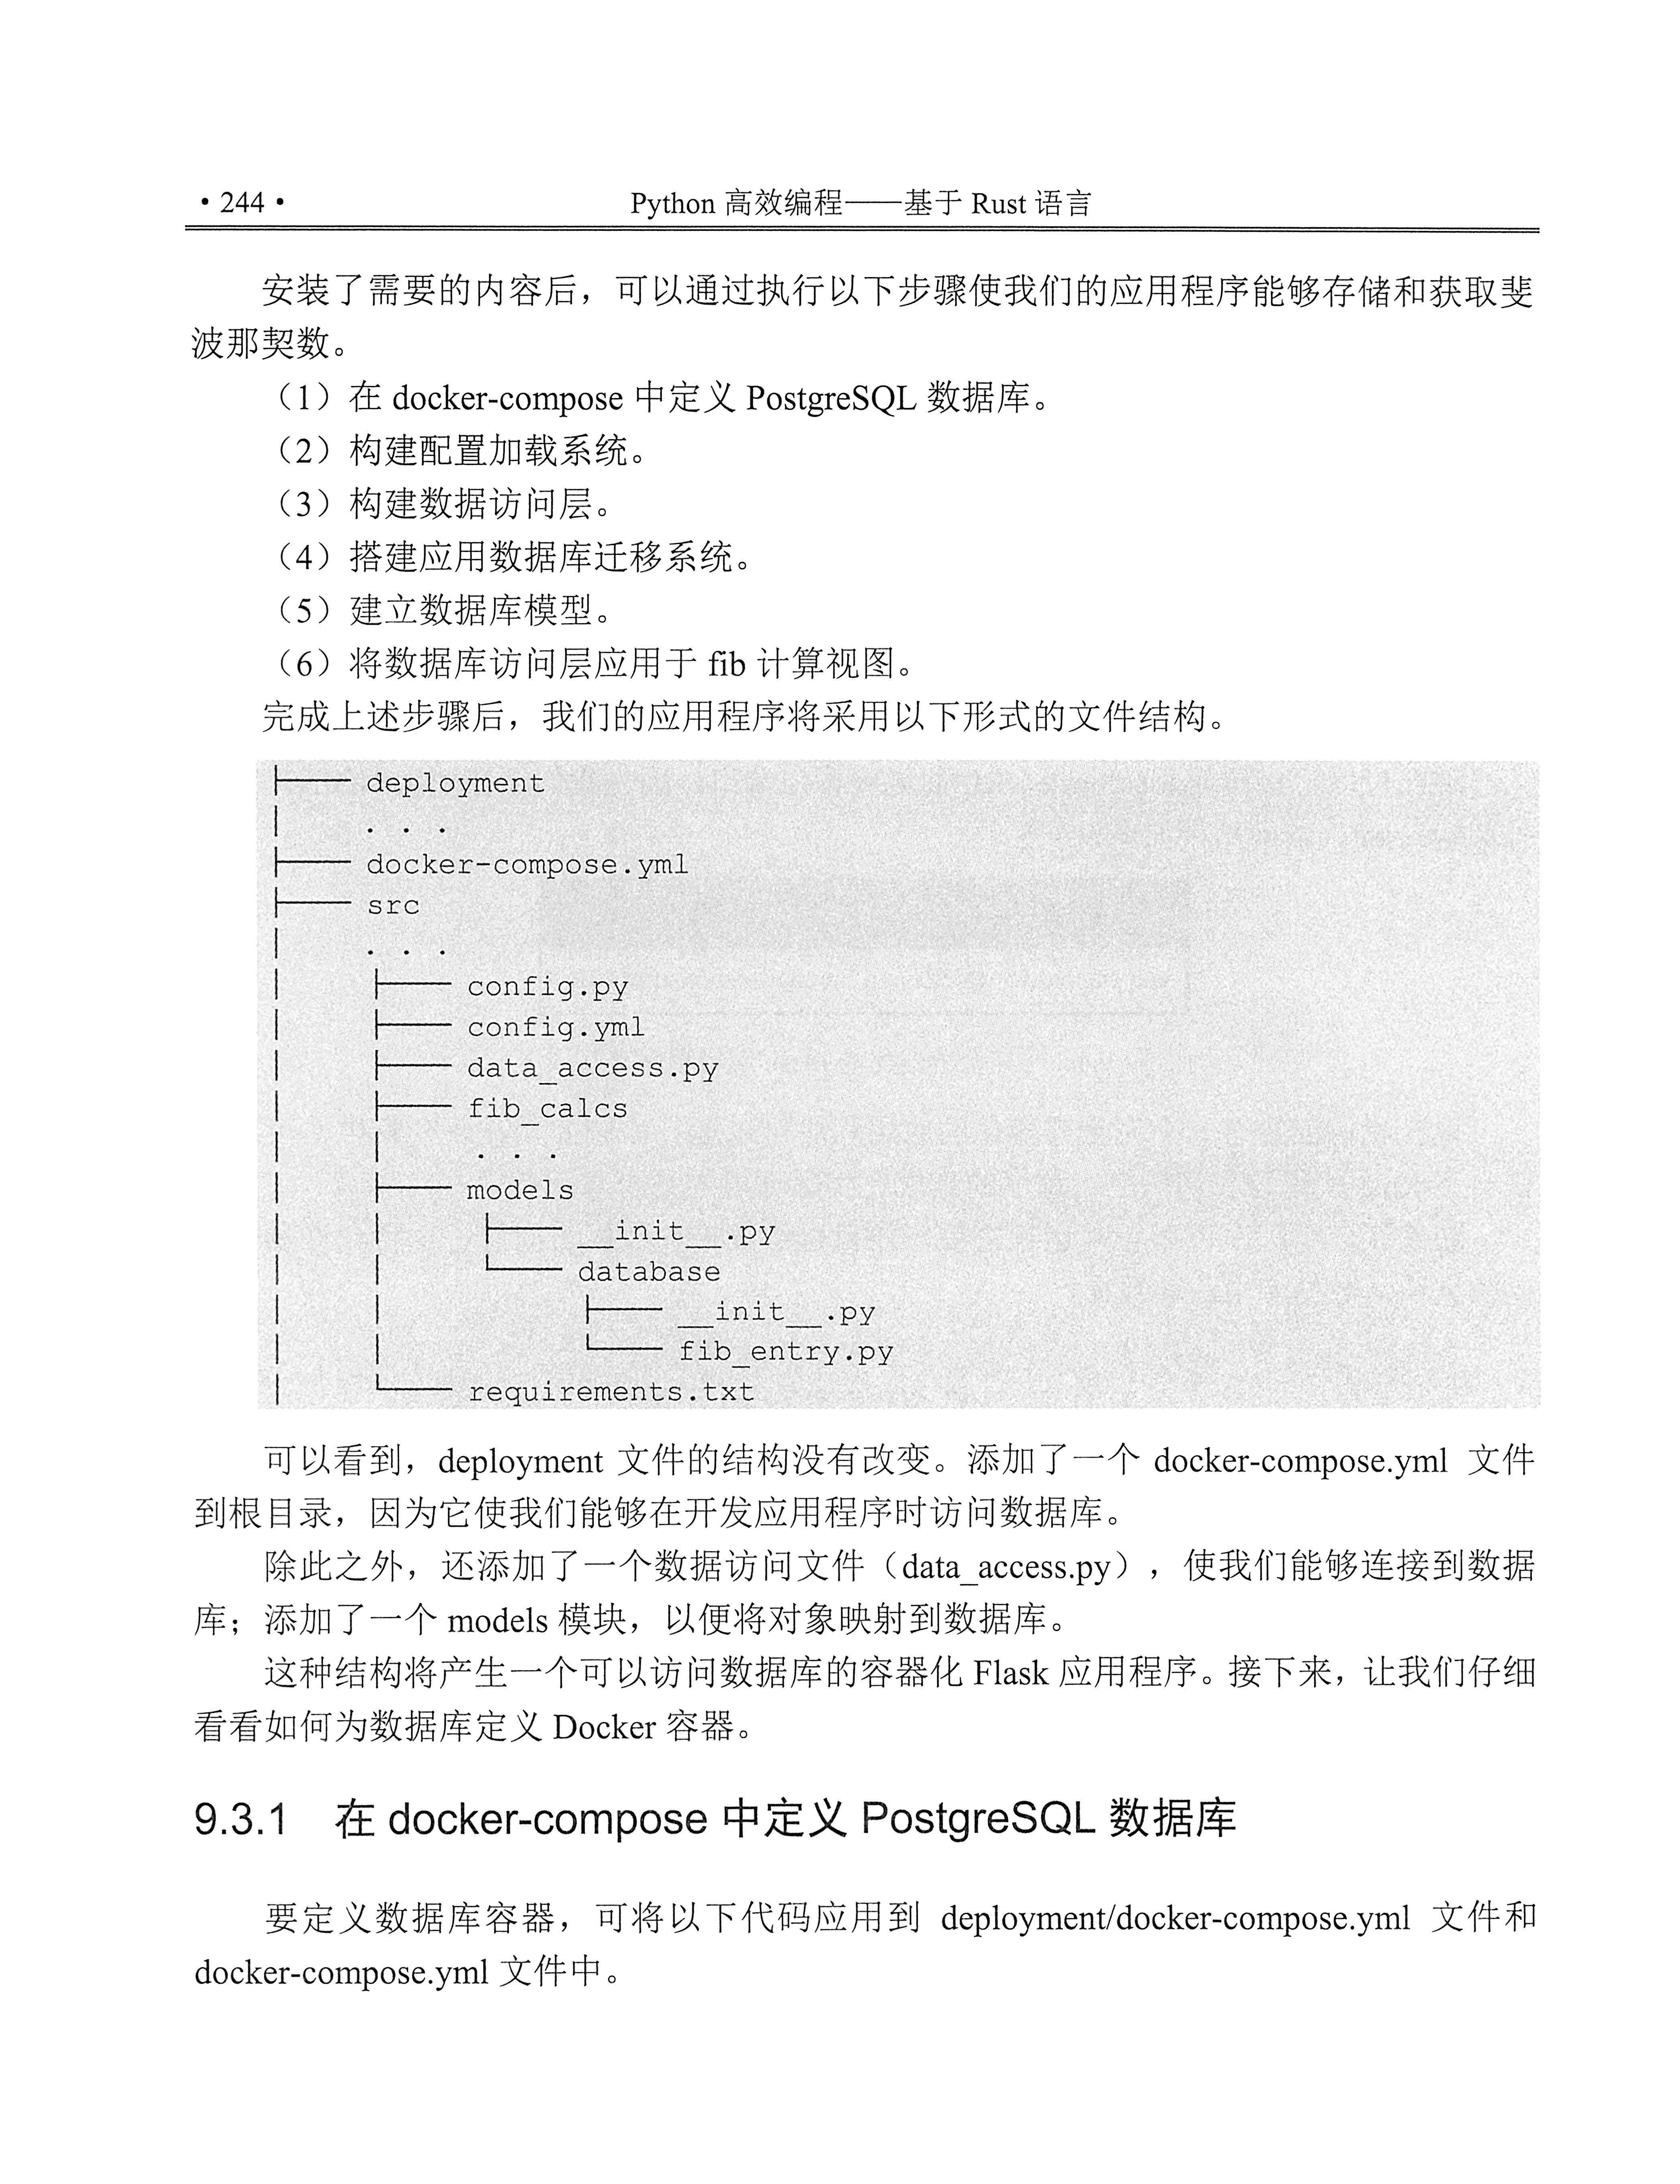 ·244· Python 高效编程——基于 Rust 语言
安装了需要的内容后，可以通过执行以下步骤使我们的应用程序能够存储和获取斐
波那契数。
（1）在 docker-compose 中定义 PostgreSQL 数据库。
（2）构建配置加载系统。
（3）构建数据访问层。
（4）搭建应用数据库迁移系统。
（5）建立数据库模型。
（6）将数据库访问层应用于 fib 计算视图。
完成上述步骤后，我们的应用程序将采用以下形式的文件结构。
├── deployment
│   . . .
├── docker-compose.yml
├── src
│   . . .
│   ├── config.py
│   ├── config.yml
│   ├── data_access.py
│   ├── fib_calcs
│   │   . . .
│   ├── models
│   │   ├── __init__.py
│   │   └── database
│   │       ├── __init__.py
│   │       └── fib_entry.py
│   └── requirements.txt
可以看到，deployment 文件的结构没有改变。添加了一个 docker-compose.yml 文件
到根目录，因为它使我们能够在开发应用程序时访问数据库。
除此之外，还添加了一个数据访问文件（data_access.py），使我们能够连接到数据
库；添加了一个 models 模块，以便将对象映射到数据库。
这种结构将产生一个可以访问数据库的容器化 Flask 应用程序。接下来，让我们仔细
看看如何为数据库定义 Docker 容器。
9.3.1 在 docker-compose 中定义 PostgreSQL 数据库
要定义数据库容器，可将以下代码应用到 deployment/docker-compose.yml 文件和
docker-compose.yml 文件中。